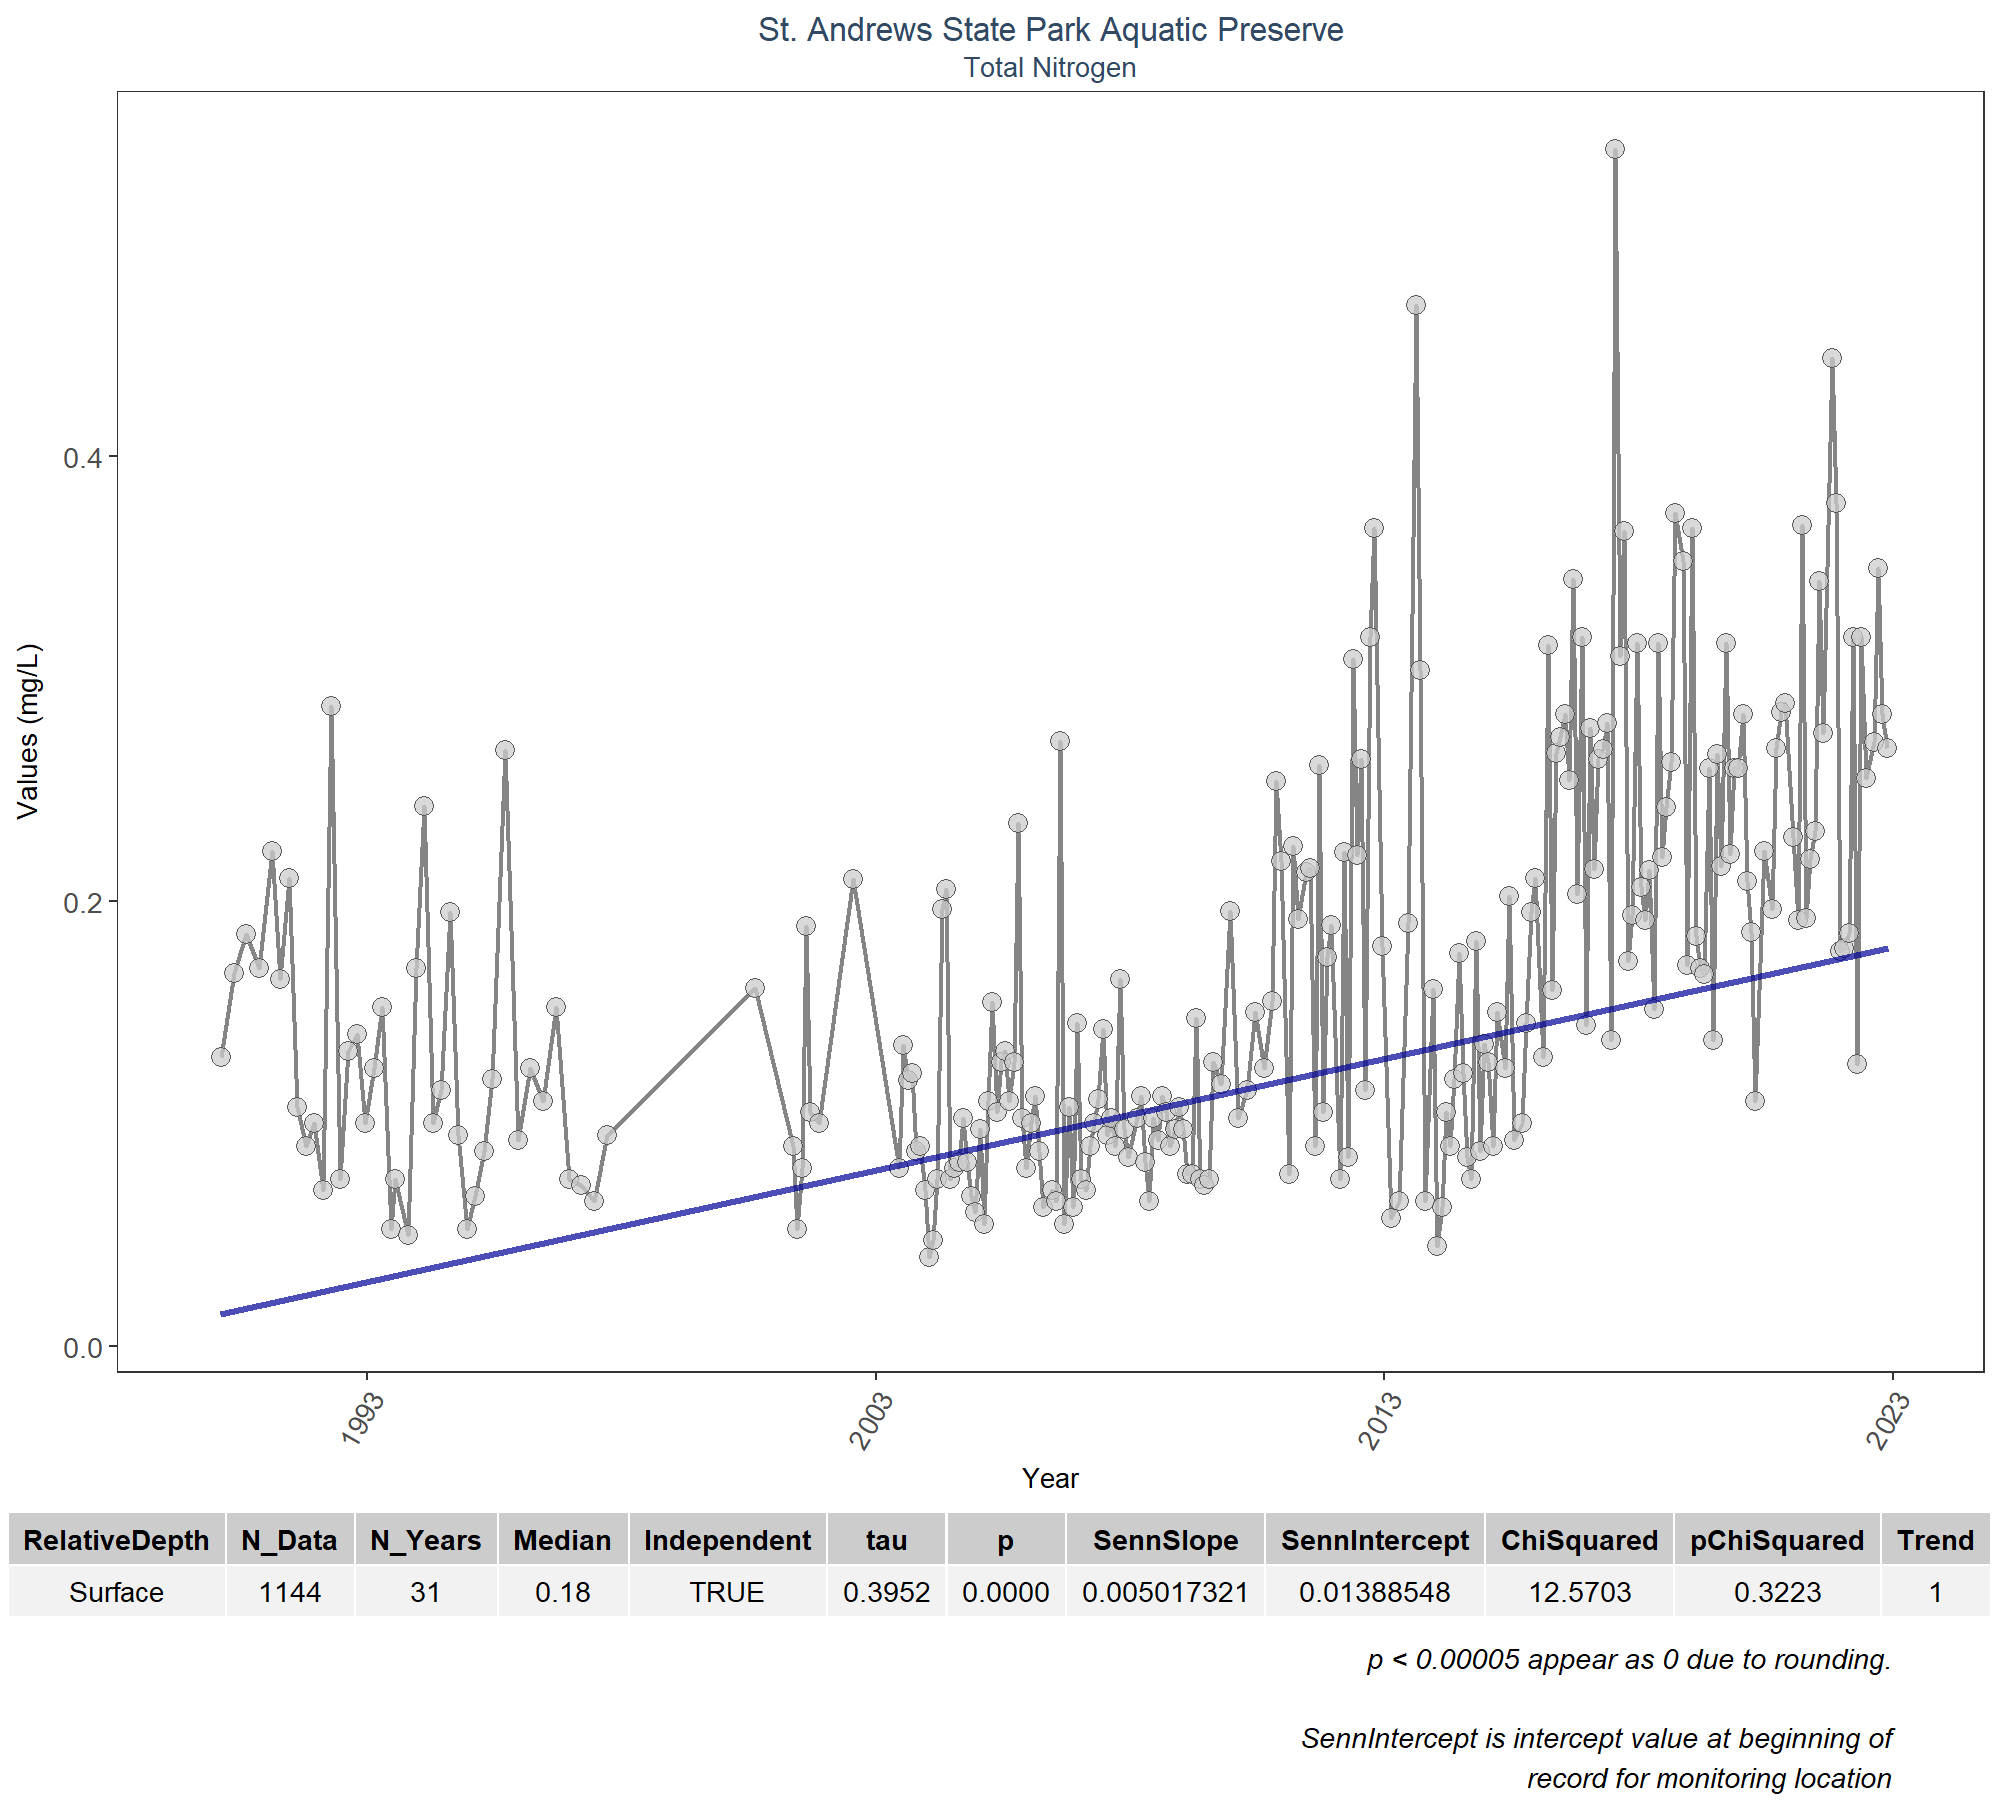 St. Andrews State Park Aquatic Preserve
Total Nitrogen
Values (mg/L)
0.4
0.2
0.0
1993 2003 2013 2023
Year
RelativeDepth N_Data N_Years Median Independent tau p SennSlope SennIntercept ChiSquared pChiSquared Trend
Surface 1144 31 0.18 TRUE 0.3952 0.0000 0.005017321 0.01388548 12.5703 0.3223 1
p < 0.00005 appear as 0 due to rounding.
SennIntercept is intercept value at beginning of
record for monitoring location